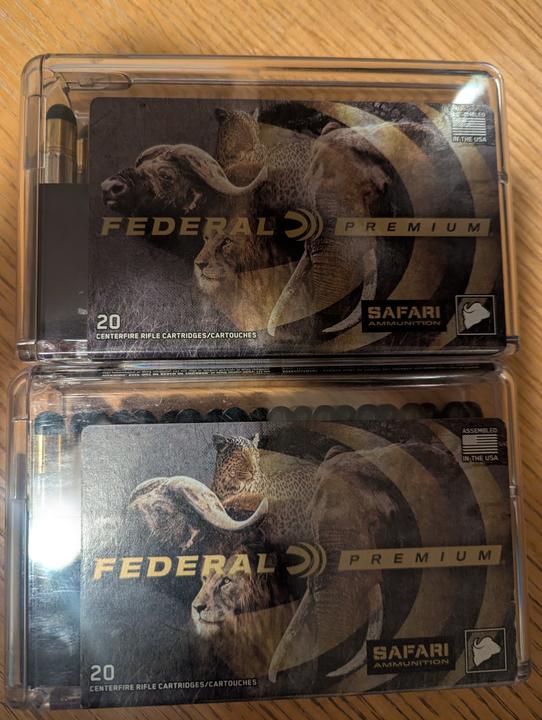 ASSEMBLED
IN THE USA
FEDERAL PREMIUM
SAFARI
AMMUNITION
20
CENTERFIRE RIFLE CARTRIDGES/CARTOUCHES
ASSEMBLED
IN THE USA
FEDERAL PREMIUM
SAFARI
AMMUNITION
20
CENTERFIRE RIFLE CARTRIDGES/CARTOUCHES